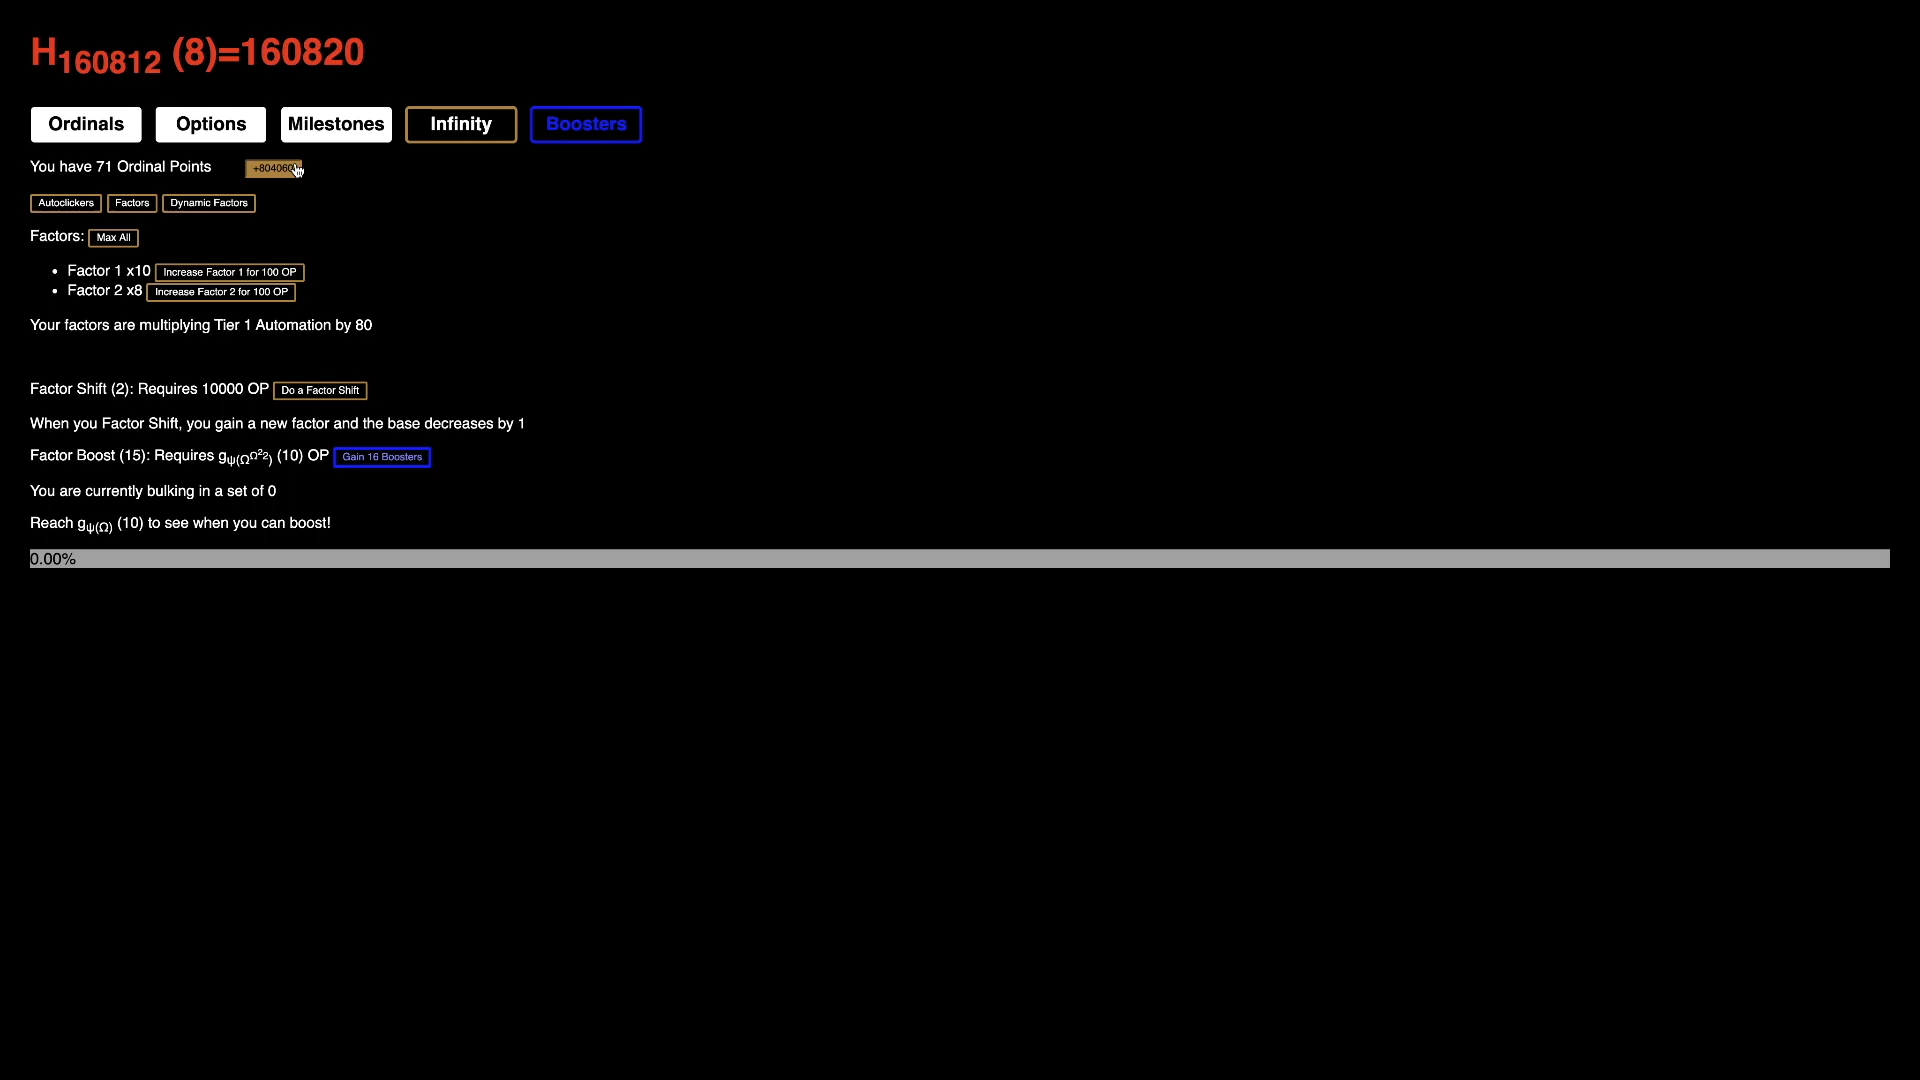 H160812 (8)=160820
Ordinals Options Milestones Infinity Boosters
You have 71 Ordinal Points +804060
Autoclickers Factors Dynamic Factors
Factors: Max All
• Factor 1 x10 Increase Factor 1 for 100 OP
• Factor 2 x8 Increase Factor 2 for 100 OP
Your factors are multiplying Tier 1 Automation by 80
Factor Shift (2): Requires 10000 OP Do a Factor Shift
When you Factor Shift, you gain a new factor and the base decreases by 1
Factor Boost (15): Requires gψ(Ω^Ω^22) (10) OP Gain 16 Boosters
You are currently bulking in a set of 0
Reach gψ(Ω) (10) to see when you can boost!
0.00%